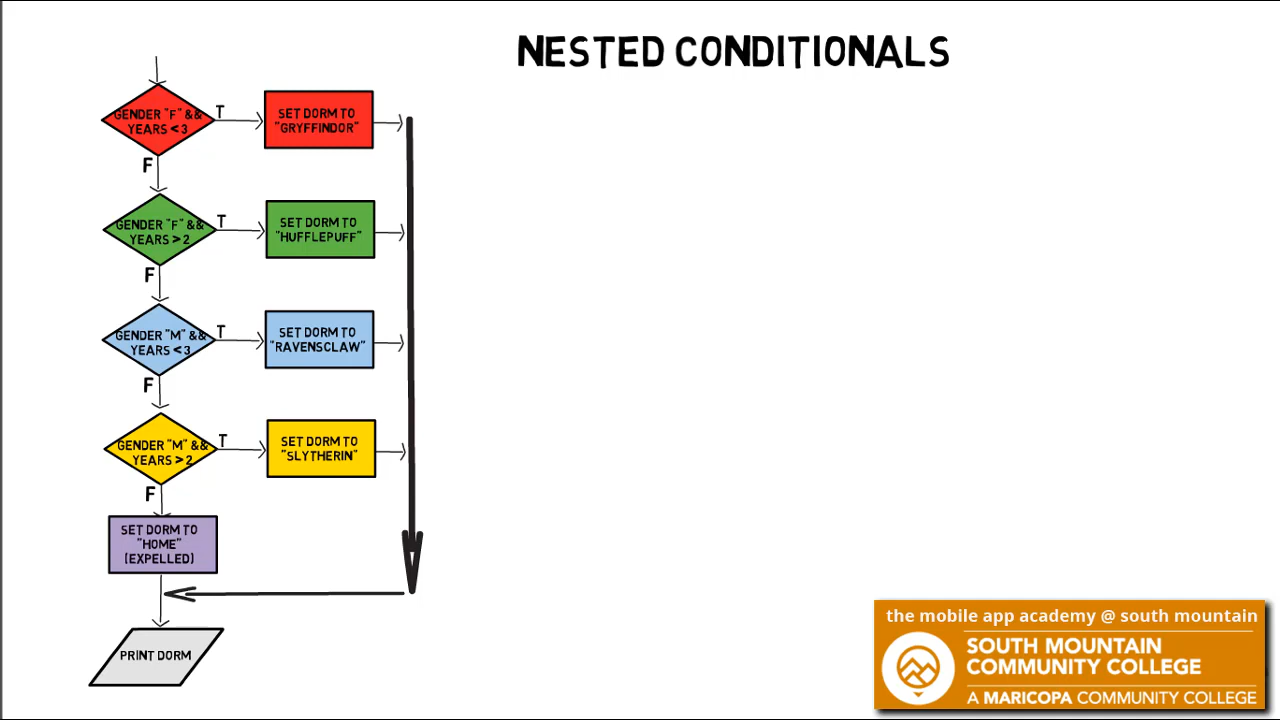 NESTED CONDITIONALS
GENDER "F" &&
YEARS < 3
T
SET DORM TO
"GRYFFINDOR"
F
GENDER "F" &&
YEARS > 2
T
SET DORM TO
"HUFFLEPUFF"
F
GENDER "M" &&
YEARS < 3
T
SET DORM TO
"RAVENSCLAW"
F
GENDER "M" &&
YEARS > 2
T
SET DORM TO
"SLYTHERIN"
F
SET DORM TO
"HOME"
(EXPELLED)
PRINT DORM
the mobile app academy @ south mountain
SOUTH MOUNTAIN
COMMUNITY COLLEGE
A MARICOPA COMMUNITY COLLEGE